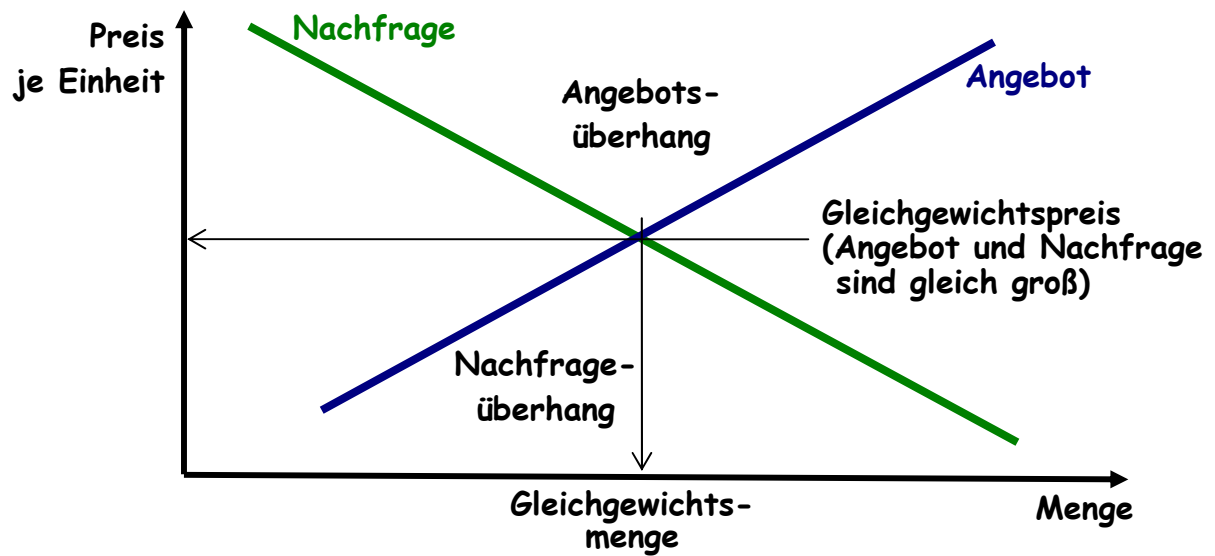 Preis
je Einheit
Nachfrage
Angebot
Angebots-
überhang
Gleichgewichtspreis
(Angebot und Nachfrage
sind gleich groß)
Nachfrage-
überhang
Gleichgewichts-
menge
Menge